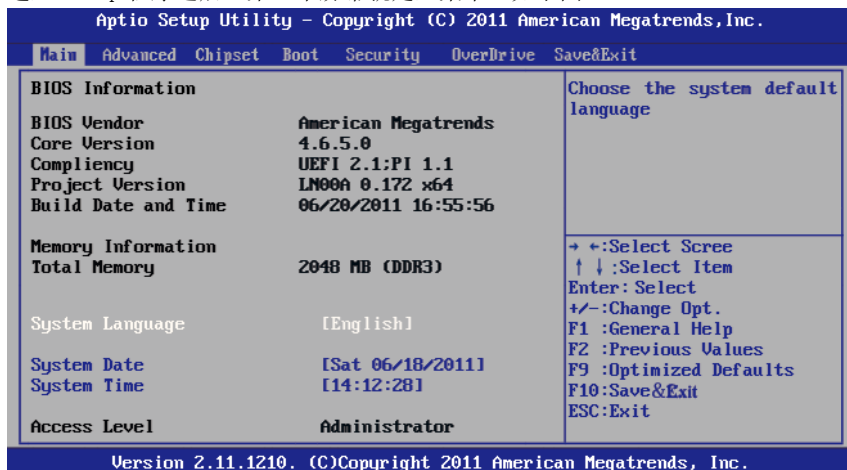 Aptio Setup Utility - Copyright (C) 2011 American Megatrends,Inc.
Main Advanced Chipset Boot Security OverDrive Save&Exit
BIOS Information
BIOS Vendor American Megatrends
Core Version 4.6.5.0
Compliency UEFI 2.1;PI 1.1
Project Version LN00A 0.172 x64
Build Date and Time 06/20/2011 16:55:56
Memory Information
Total Memory 2048 MB (DDR3)
System Language [English]
System Date [Sat 06/18/2011]
System Time [14:12:28]
Access Level Administrator
Choose the system default
language
→ ←:Select Scree
↑ ↓:Select Item
Enter: Select
+/-:Change Opt.
F1 :General Help
F2 :Previous Values
F9 :Optimized Defaults
F10:Save&Exit
ESC:Exit
Version 2.11.1210. (C)Copyright 2011 American Megatrends, Inc.